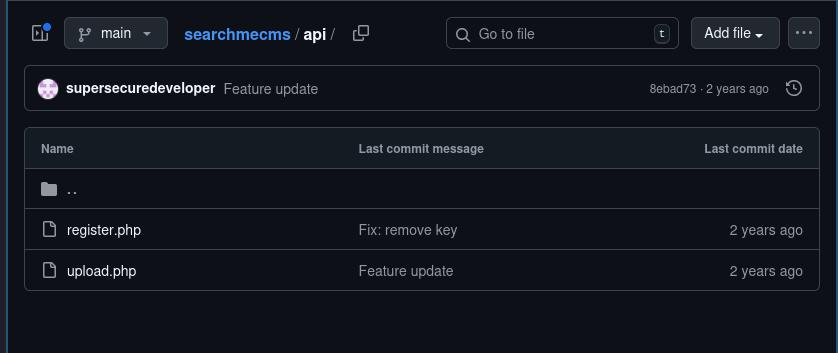 main searchmecms / api / Go to file t Add file ...
supersecuredeveloper Feature update 8ebad73 · 2 years ago
Name Last commit message Last commit date
..
register.php Fix: remove key 2 years ago
upload.php Feature update 2 years ago